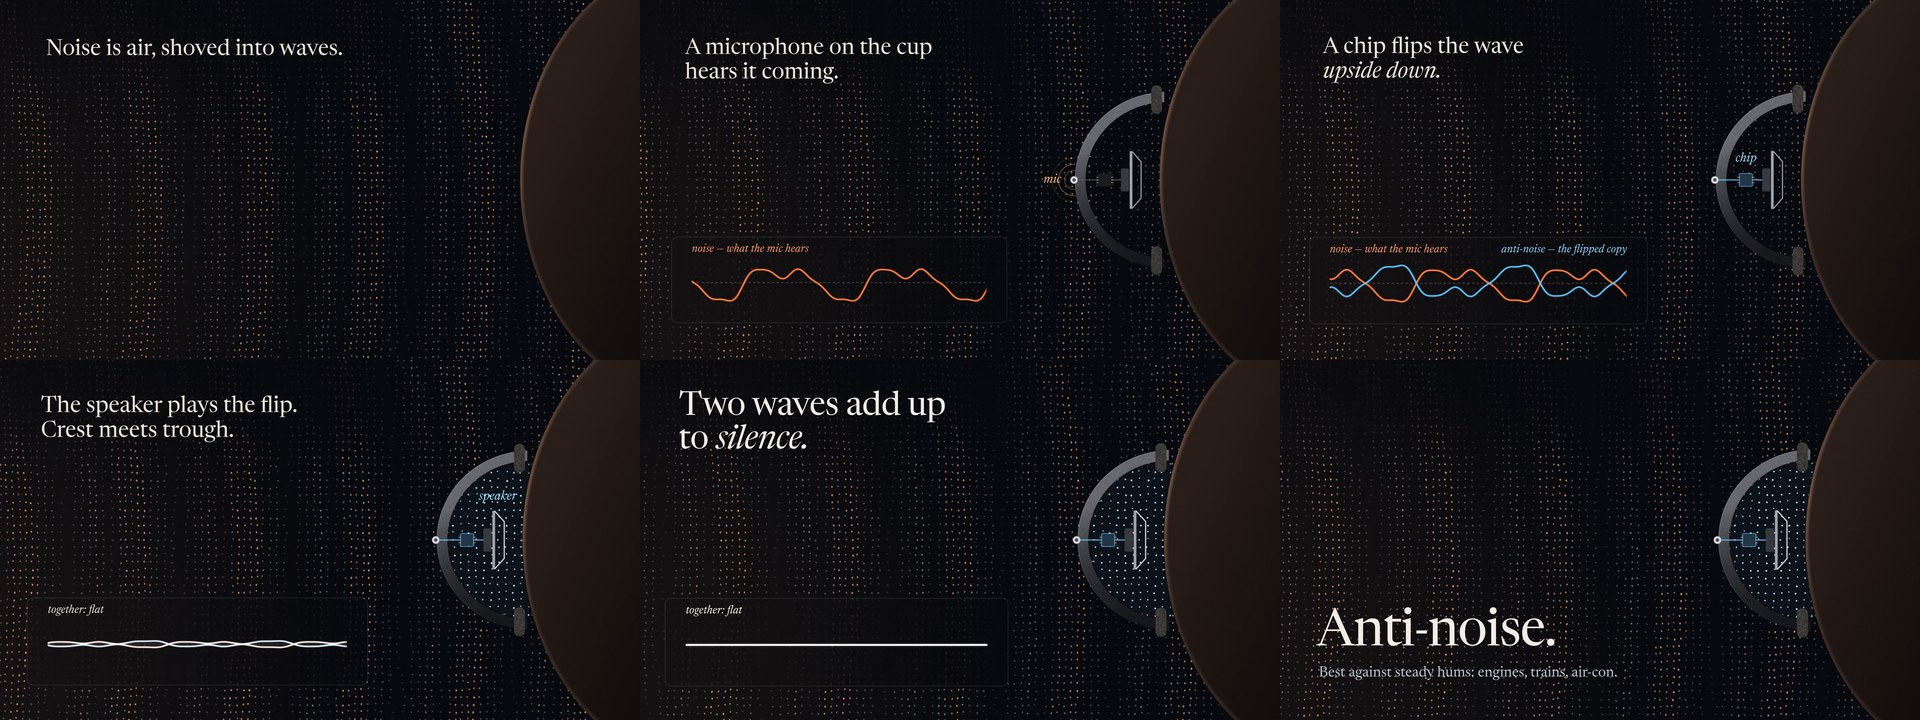 Noise is air, shoved into waves.
A microphone on the cup
hears it coming.
mic
noise – what the mic hears
A chip flips the wave
upside down.
chip
noise – what the mic hears
anti-noise – the flipped copy
The speaker plays the flip.
Crest meets trough.
speaker
together: flat
Two waves add up
to silence.
together: flat
Anti-noise.
Best against steady hums: engines, trains, air-con.